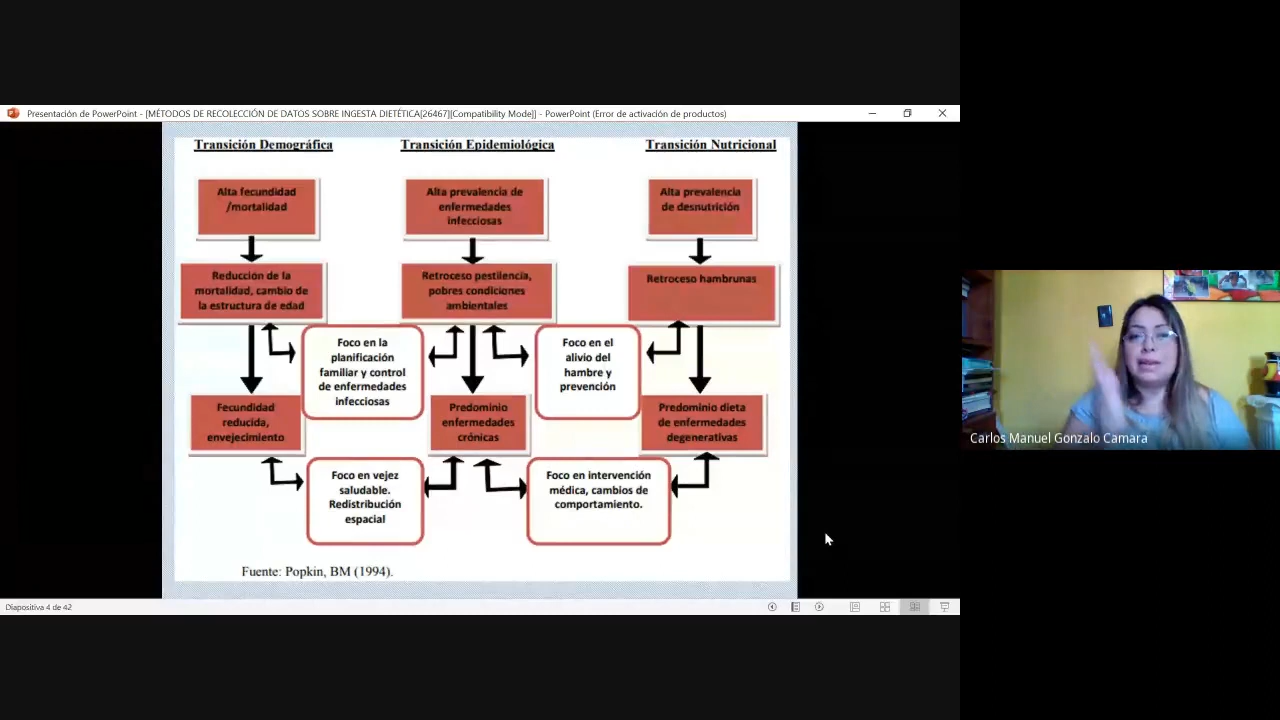 Presentación de PowerPoint - [MÉTODOS DE RECOLECCIÓN DE DATOS SOBRE INGESTA DIETÉTICA[26467][Compatibility Mode]] - PowerPoint (Error de activación de productos)
Transición Demográfica
Transición Epidemiológica
Transición Nutricional
Alta fecundidad
/mortalidad
Alta prevalencia de
enfermedades
infecciosas
Alta prevalencia
de desnutrición
Reducción de la
mortalidad, cambio de
la estructura de edad
Retroceso pestilencia,
pobres condiciones
ambientales
Retroceso hambrunas
Foco en la
planificación
familiar y control
de enfermedades
infecciosas
Foco en el
alivio del
hambre y
prevención
Fecundidad
reducida,
envejecimiento
Predominio
enfermedades
crónicas
Predominio dieta
de enfermedades
degenerativas
Foco en vejez
saludable.
Redistribución
espacial
Foco en intervención
médica, cambios de
comportamiento.
Fuente: Popkin, BM (1994).
Diapositiva 4 de 42
Carlos Manuel Gonzalo Camara